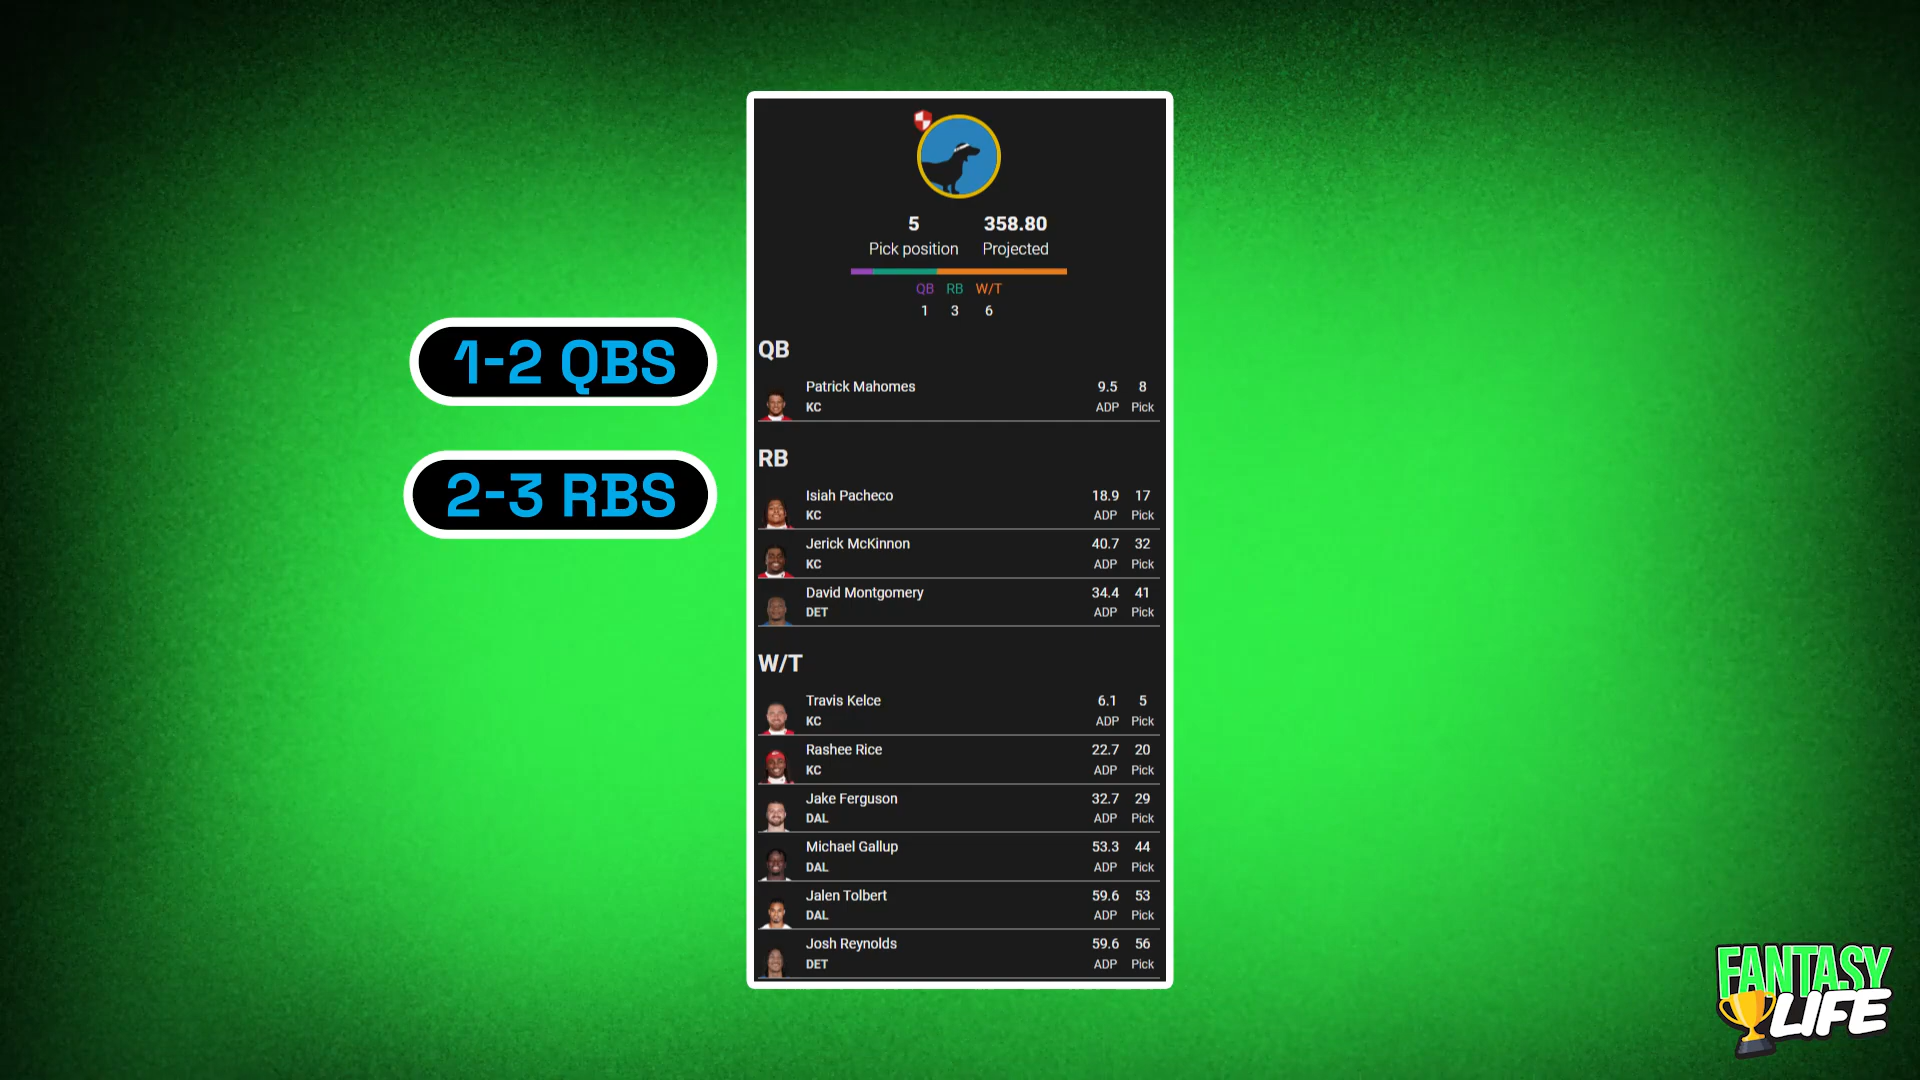 5 358.80
Pick position Projected
QB RB W/T
1 3 6
1-2 QBS
2-3 RBS
QB
Patrick Mahomes 9.5 8
KC ADP Pick
RB
Isiah Pacheco 18.9 17
KC ADP Pick
Jerick McKinnon 40.7 32
KC ADP Pick
David Montgomery 34.4 41
DET ADP Pick
W/T
Travis Kelce 6.1 5
KC ADP Pick
Rashee Rice 22.7 20
KC ADP Pick
Jake Ferguson 32.7 29
DAL ADP Pick
Michael Gallup 53.3 44
DAL ADP Pick
Jalen Tolbert 59.6 53
DAL ADP Pick
Josh Reynolds 59.6 56
DET ADP Pick
FANTASY
LIFE